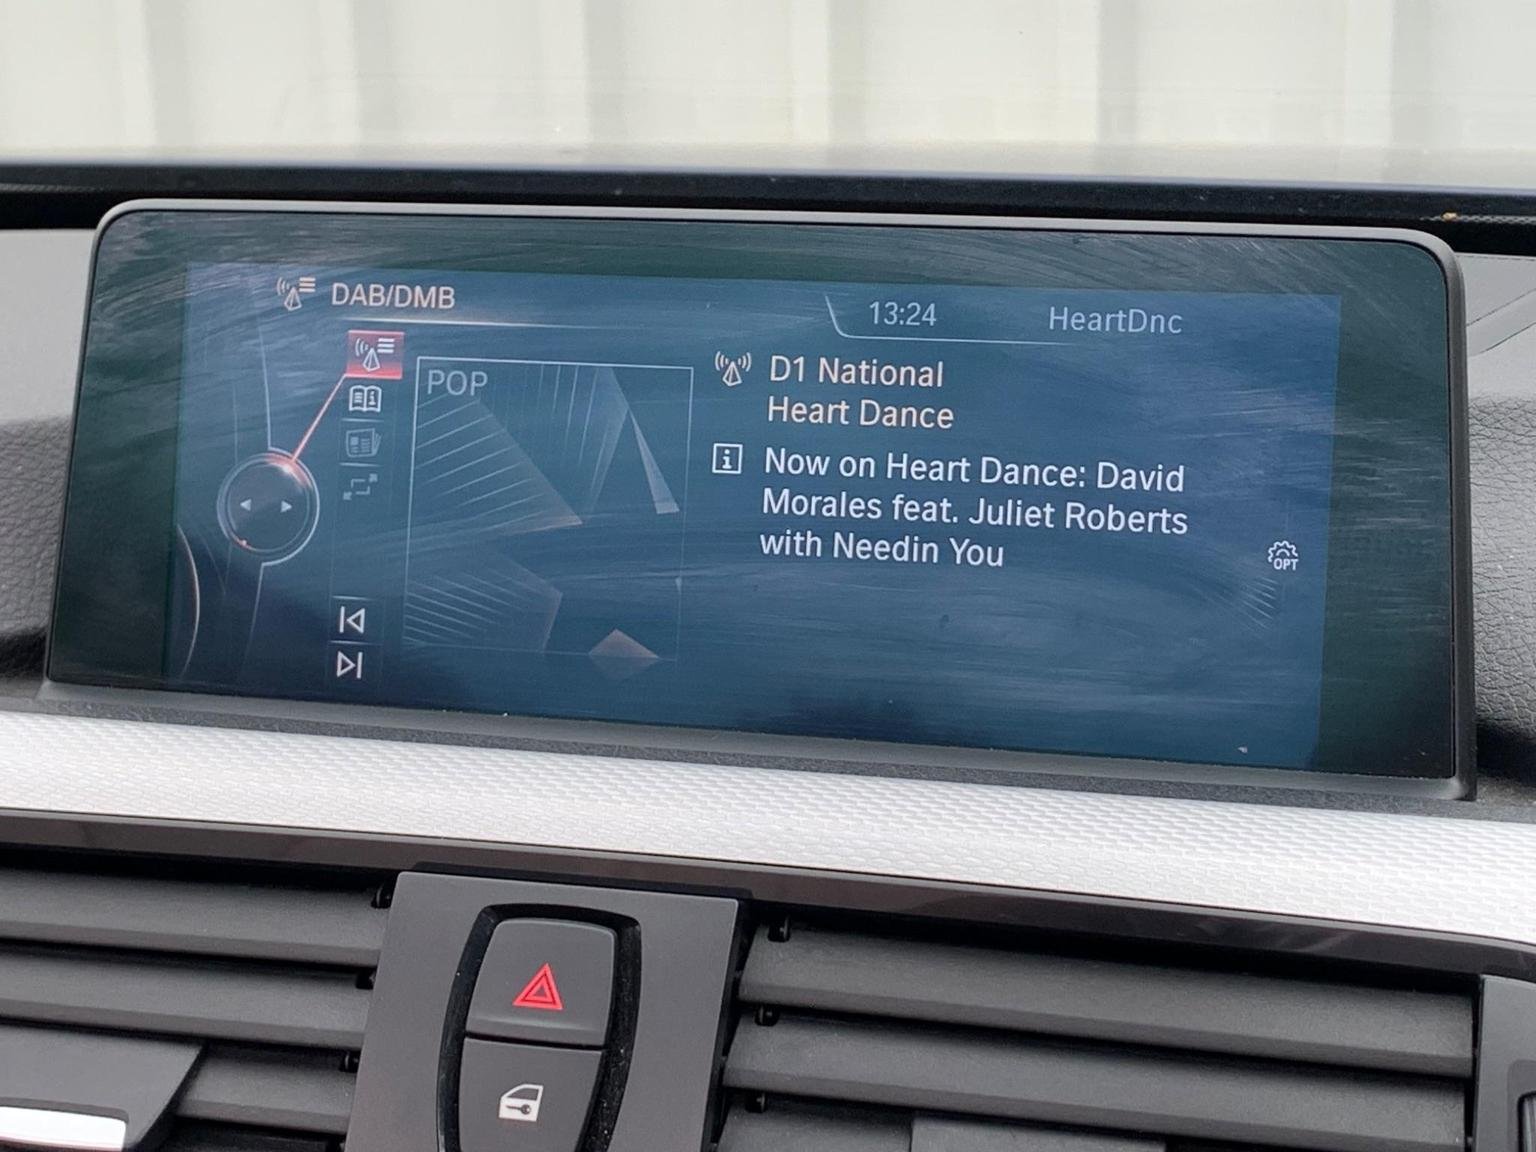 DAB/DMB
13:24
HeartDnc
POP
D1 National
Heart Dance
Now on Heart Dance: David
Morales feat. Juliet Roberts
with Needin You
OPT